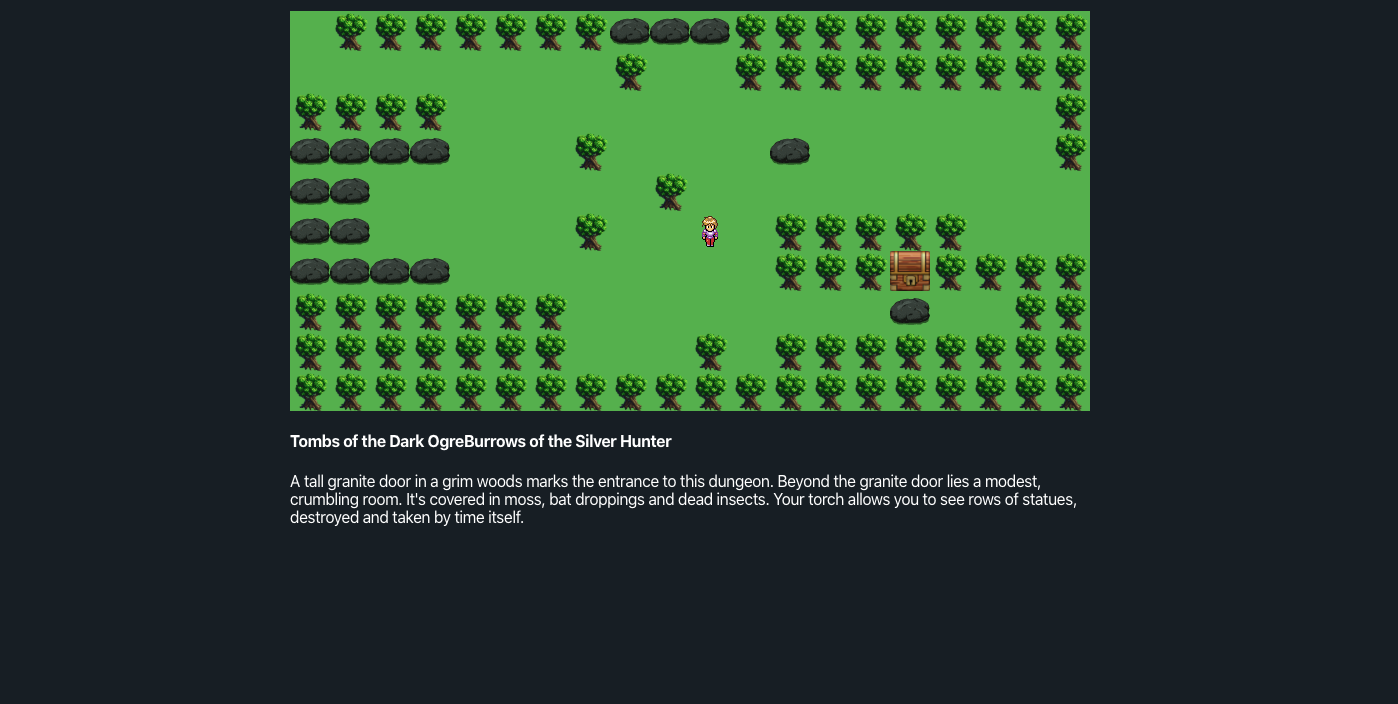 Tombs of the Dark OgreBurrows of the Silver Hunter
A tall granite door in a grim woods marks the entrance to this dungeon. Beyond the granite door lies a modest,
crumbling room. It's covered in moss, bat droppings and dead insects. Your torch allows you to see rows of statues,
destroyed and taken by time itself.